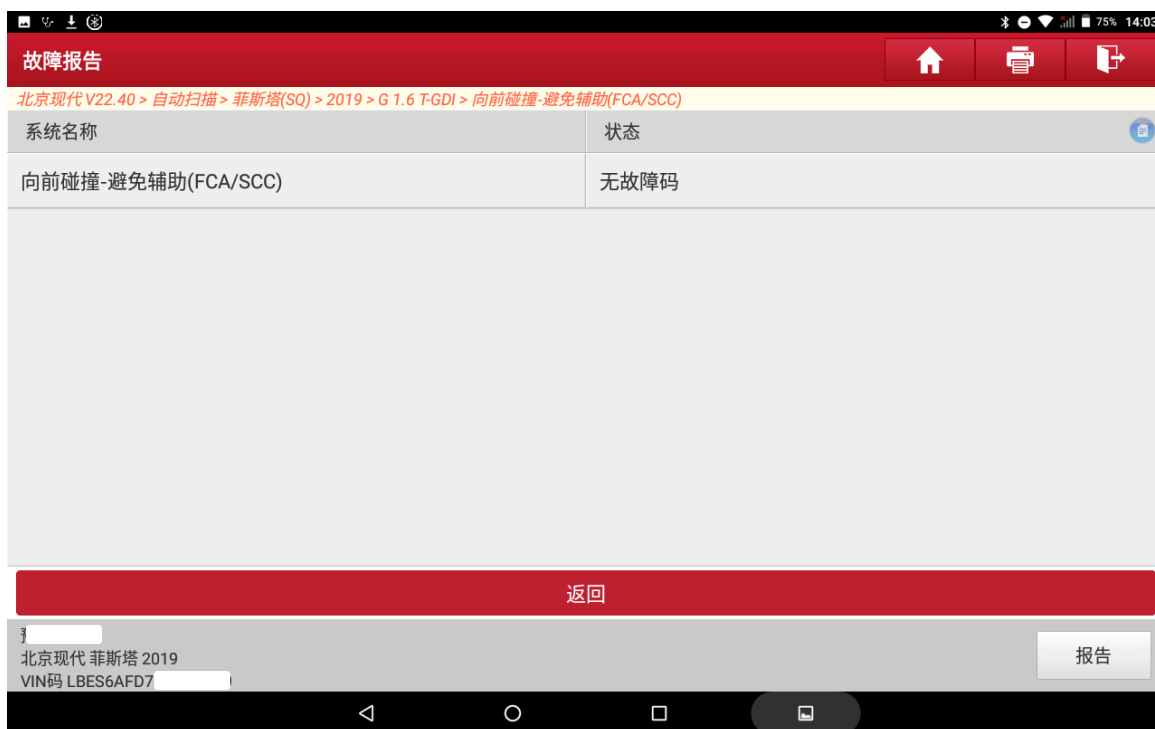 75% 14:03
故障报告
北京现代 V22.40 > 自动扫描 > 菲斯塔(SQ) > 2019 > G 1.6 T-GDI > 向前碰撞-避免辅助(FCA/SCC)
系统名称 状态
向前碰撞-避免辅助(FCA/SCC) 无故障码
返回
北京现代 菲斯塔 2019
VIN码 LBES6AFD7
报告